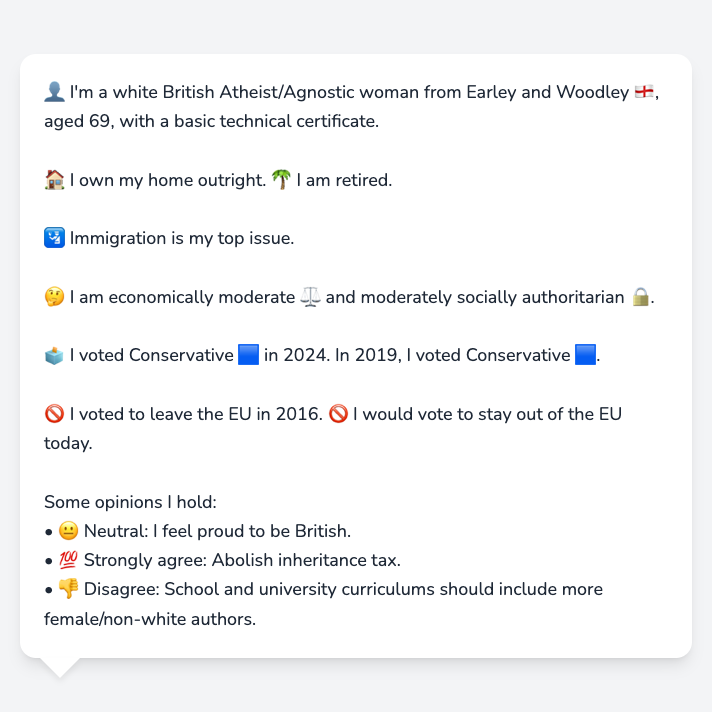 👤 I'm a white British Atheist/Agnostic woman from Earley and Woodley 🏴󠁧󠁢󠁥󠁮󠁧󠁿,
aged 69, with a basic technical certificate.
🏠 I own my home outright. 🌴 I am retired.
🛂 Immigration is my top issue.
🤔 I am economically moderate ⚖️ and moderately socially authoritarian 🔒.
🗳️ I voted Conservative 🟦 in 2024. In 2019, I voted Conservative 🟦.
🚫 I voted to leave the EU in 2016. 🚫 I would vote to stay out of the EU
today.
Some opinions I hold:
• 😐 Neutral: I feel proud to be British.
• 💯 Strongly agree: Abolish inheritance tax.
• 👎 Disagree: School and university curriculums should include more
female/non-white authors.